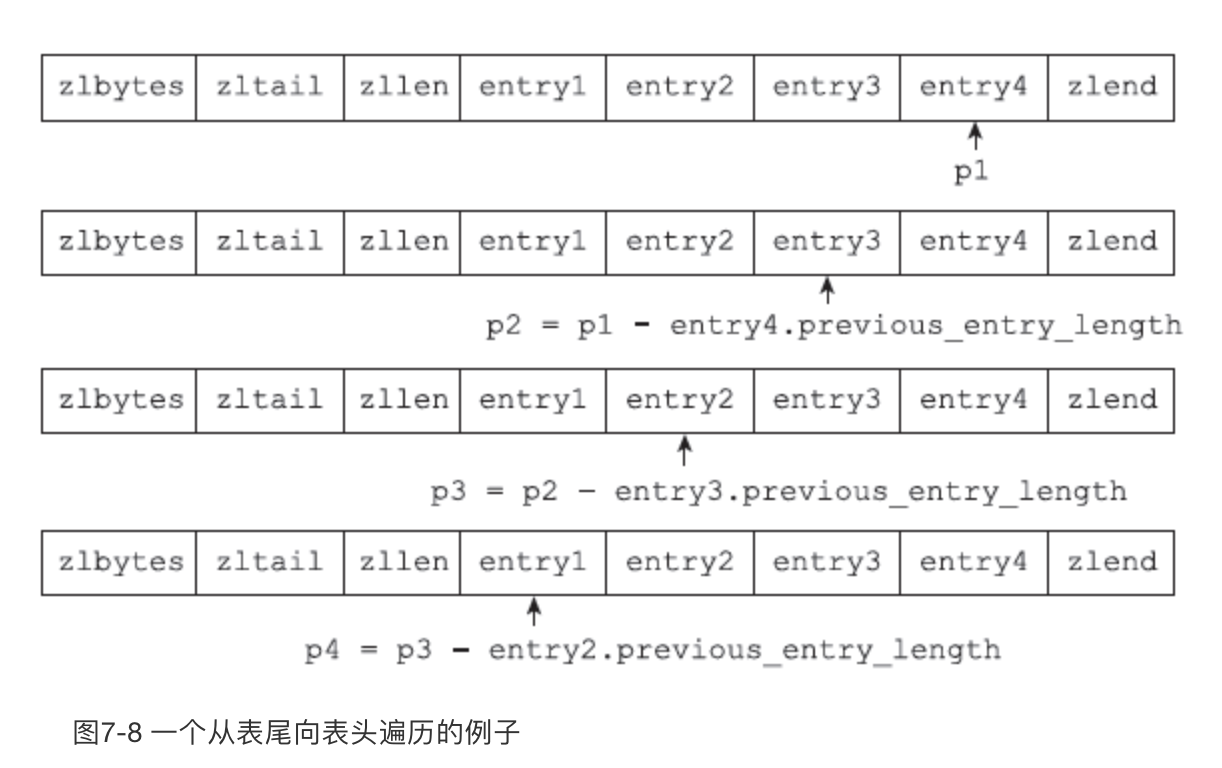 zlbytes zltail zllen entry1 entry2 entry3 entry4 zlend
p1
zlbytes zltail zllen entry1 entry2 entry3 entry4 zlend
p2 = p1 - entry4.previous_entry_length
zlbytes zltail zllen entry1 entry2 entry3 entry4 zlend
p3 = p2 – entry3.previous_entry_length
zlbytes zltail zllen entry1 entry2 entry3 entry4 zlend
p4 = p3 - entry2.previous_entry_length
图7-8 一个从表尾向表头遍历的例子